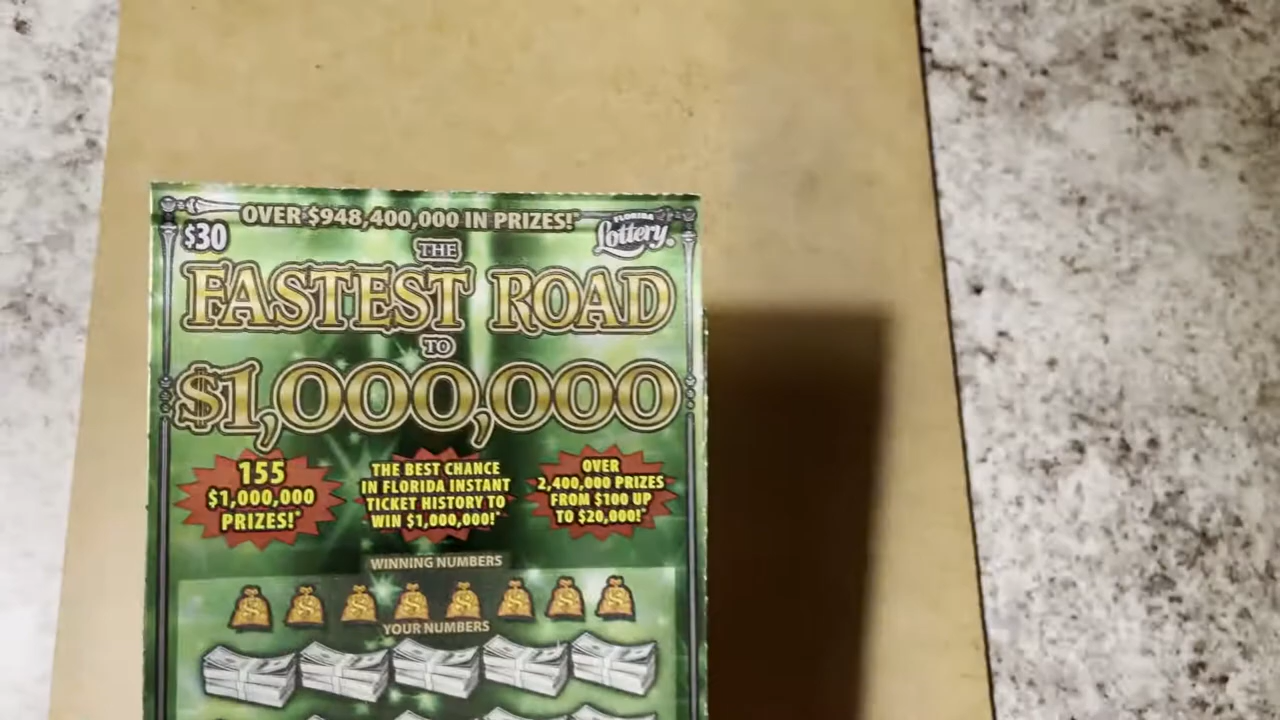 OVER $948,400,000 IN PRIZES!*
$30
FLORIDA
Lottery®
THE
FASTEST ROAD
TO
$1,000,000
155
$1,000,000
PRIZES!*
THE BEST CHANCE
IN FLORIDA INSTANT
TICKET HISTORY TO
WIN $1,000,000!*
OVER
2,400,000 PRIZES
FROM $100 UP
TO $20,000!*
WINNING NUMBERS
YOUR NUMBERS